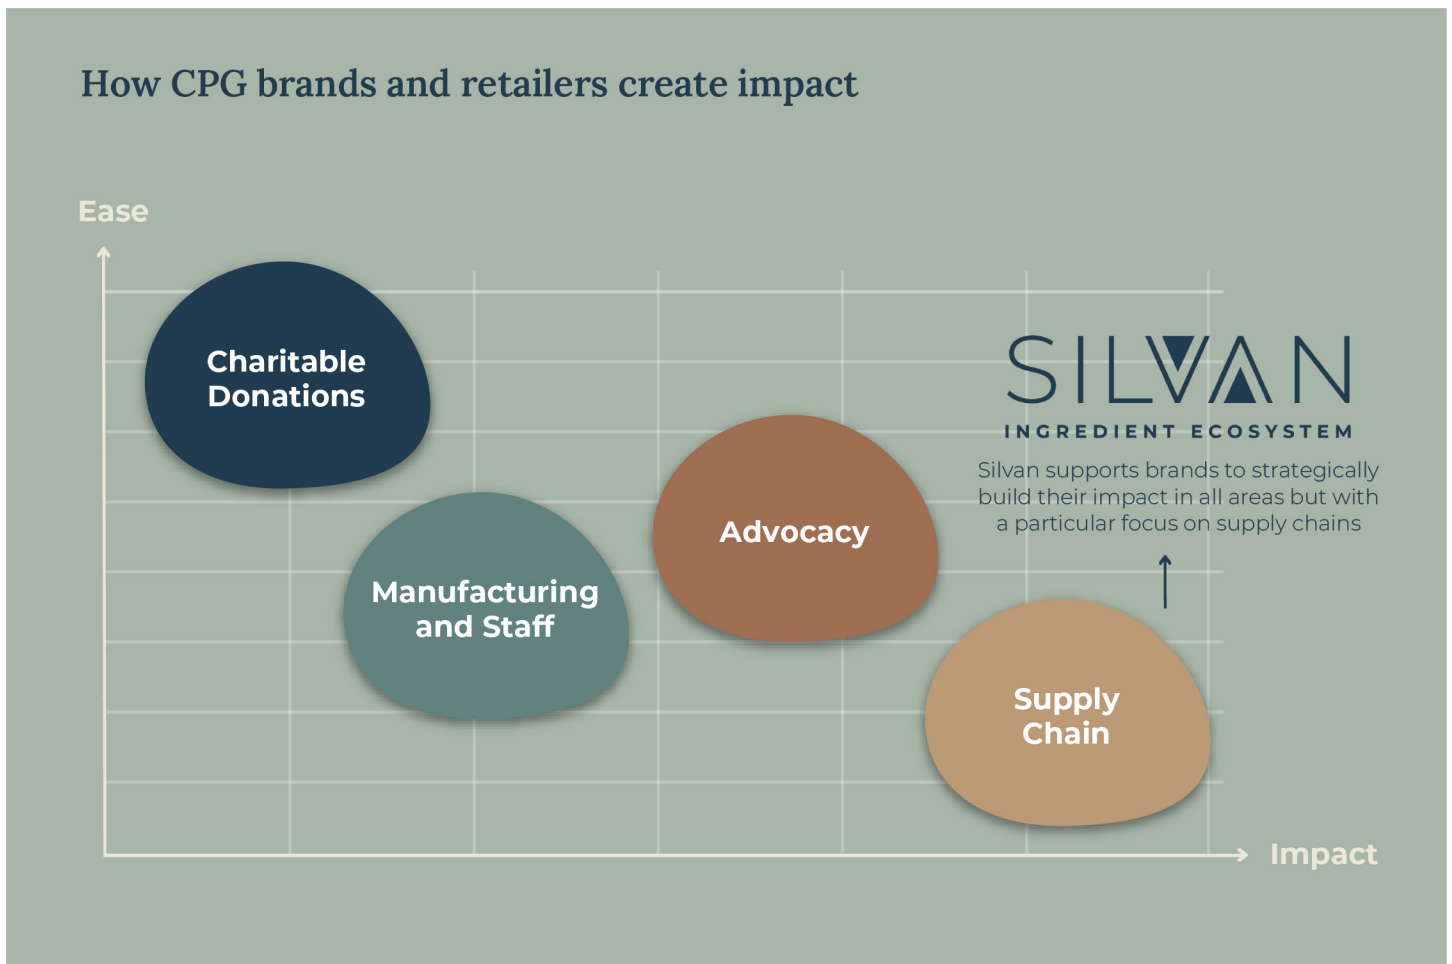 How CPG brands and retailers create impact
Ease
Charitable
Donations
Manufacturing
and Staff
Advocacy
SILVAN
INGREDIENT ECOSYSTEM
Silvan supports brands to strategically
build their impact in all areas but with
a particular focus on supply chains
Supply
Chain
Impact